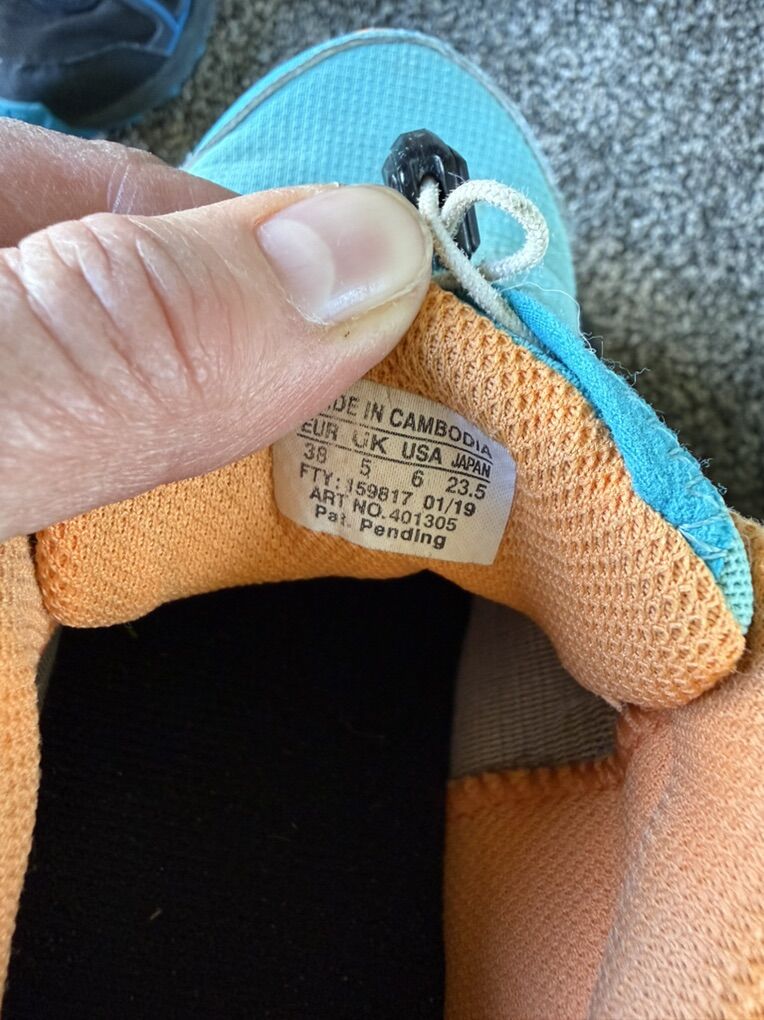 DE IN CAMBODIA
EUR UK USA JAPAN
38 5 6 23.5
FTY: 159817 01/19
ART NO. 401305
Pat. Pending